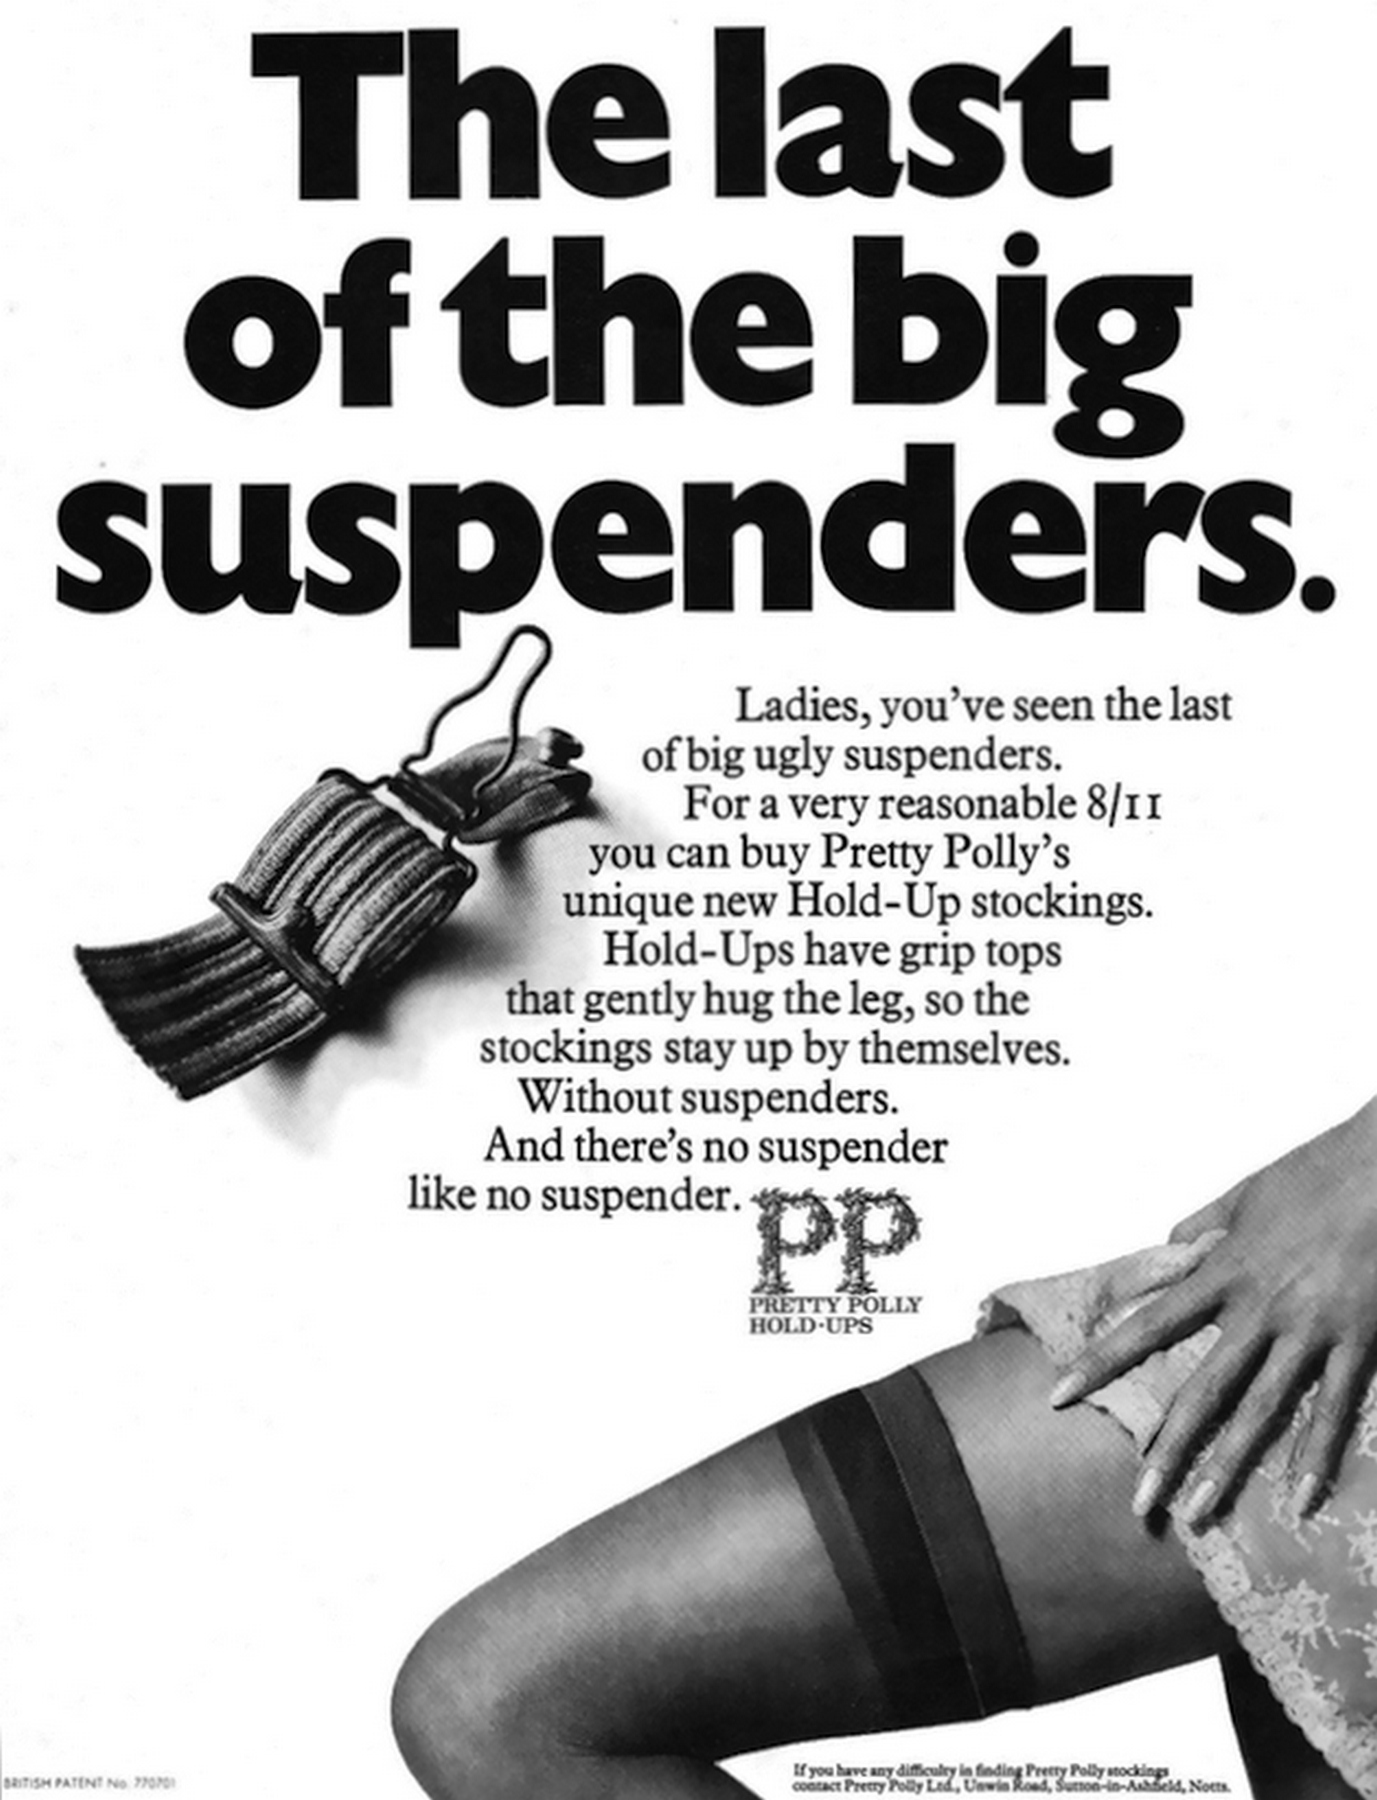 The last
of the big
suspenders.
Ladies, you've seen the last
of big ugly suspenders.
For a very reasonable 8/11
you can buy Pretty Polly's
unique new Hold-Up stockings.
Hold-Ups have grip tops
that gently hug the leg, so the
stockings stay up by themselves.
Without suspenders.
And there's no suspender
like no suspender.
PP
PRETTY POLLY
HOLD-UPS
If you have any difficulty in finding Pretty Polly stockings
contact Pretty Polly Ltd., Unwin Road, Sutton-in-Ashfield, Notts.
BRITISH PATENT No. 770701